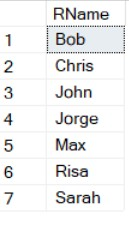 RName
1 Bob
2 Chris
3 John
4 Jorge
5 Max
6 Risa
7 Sarah